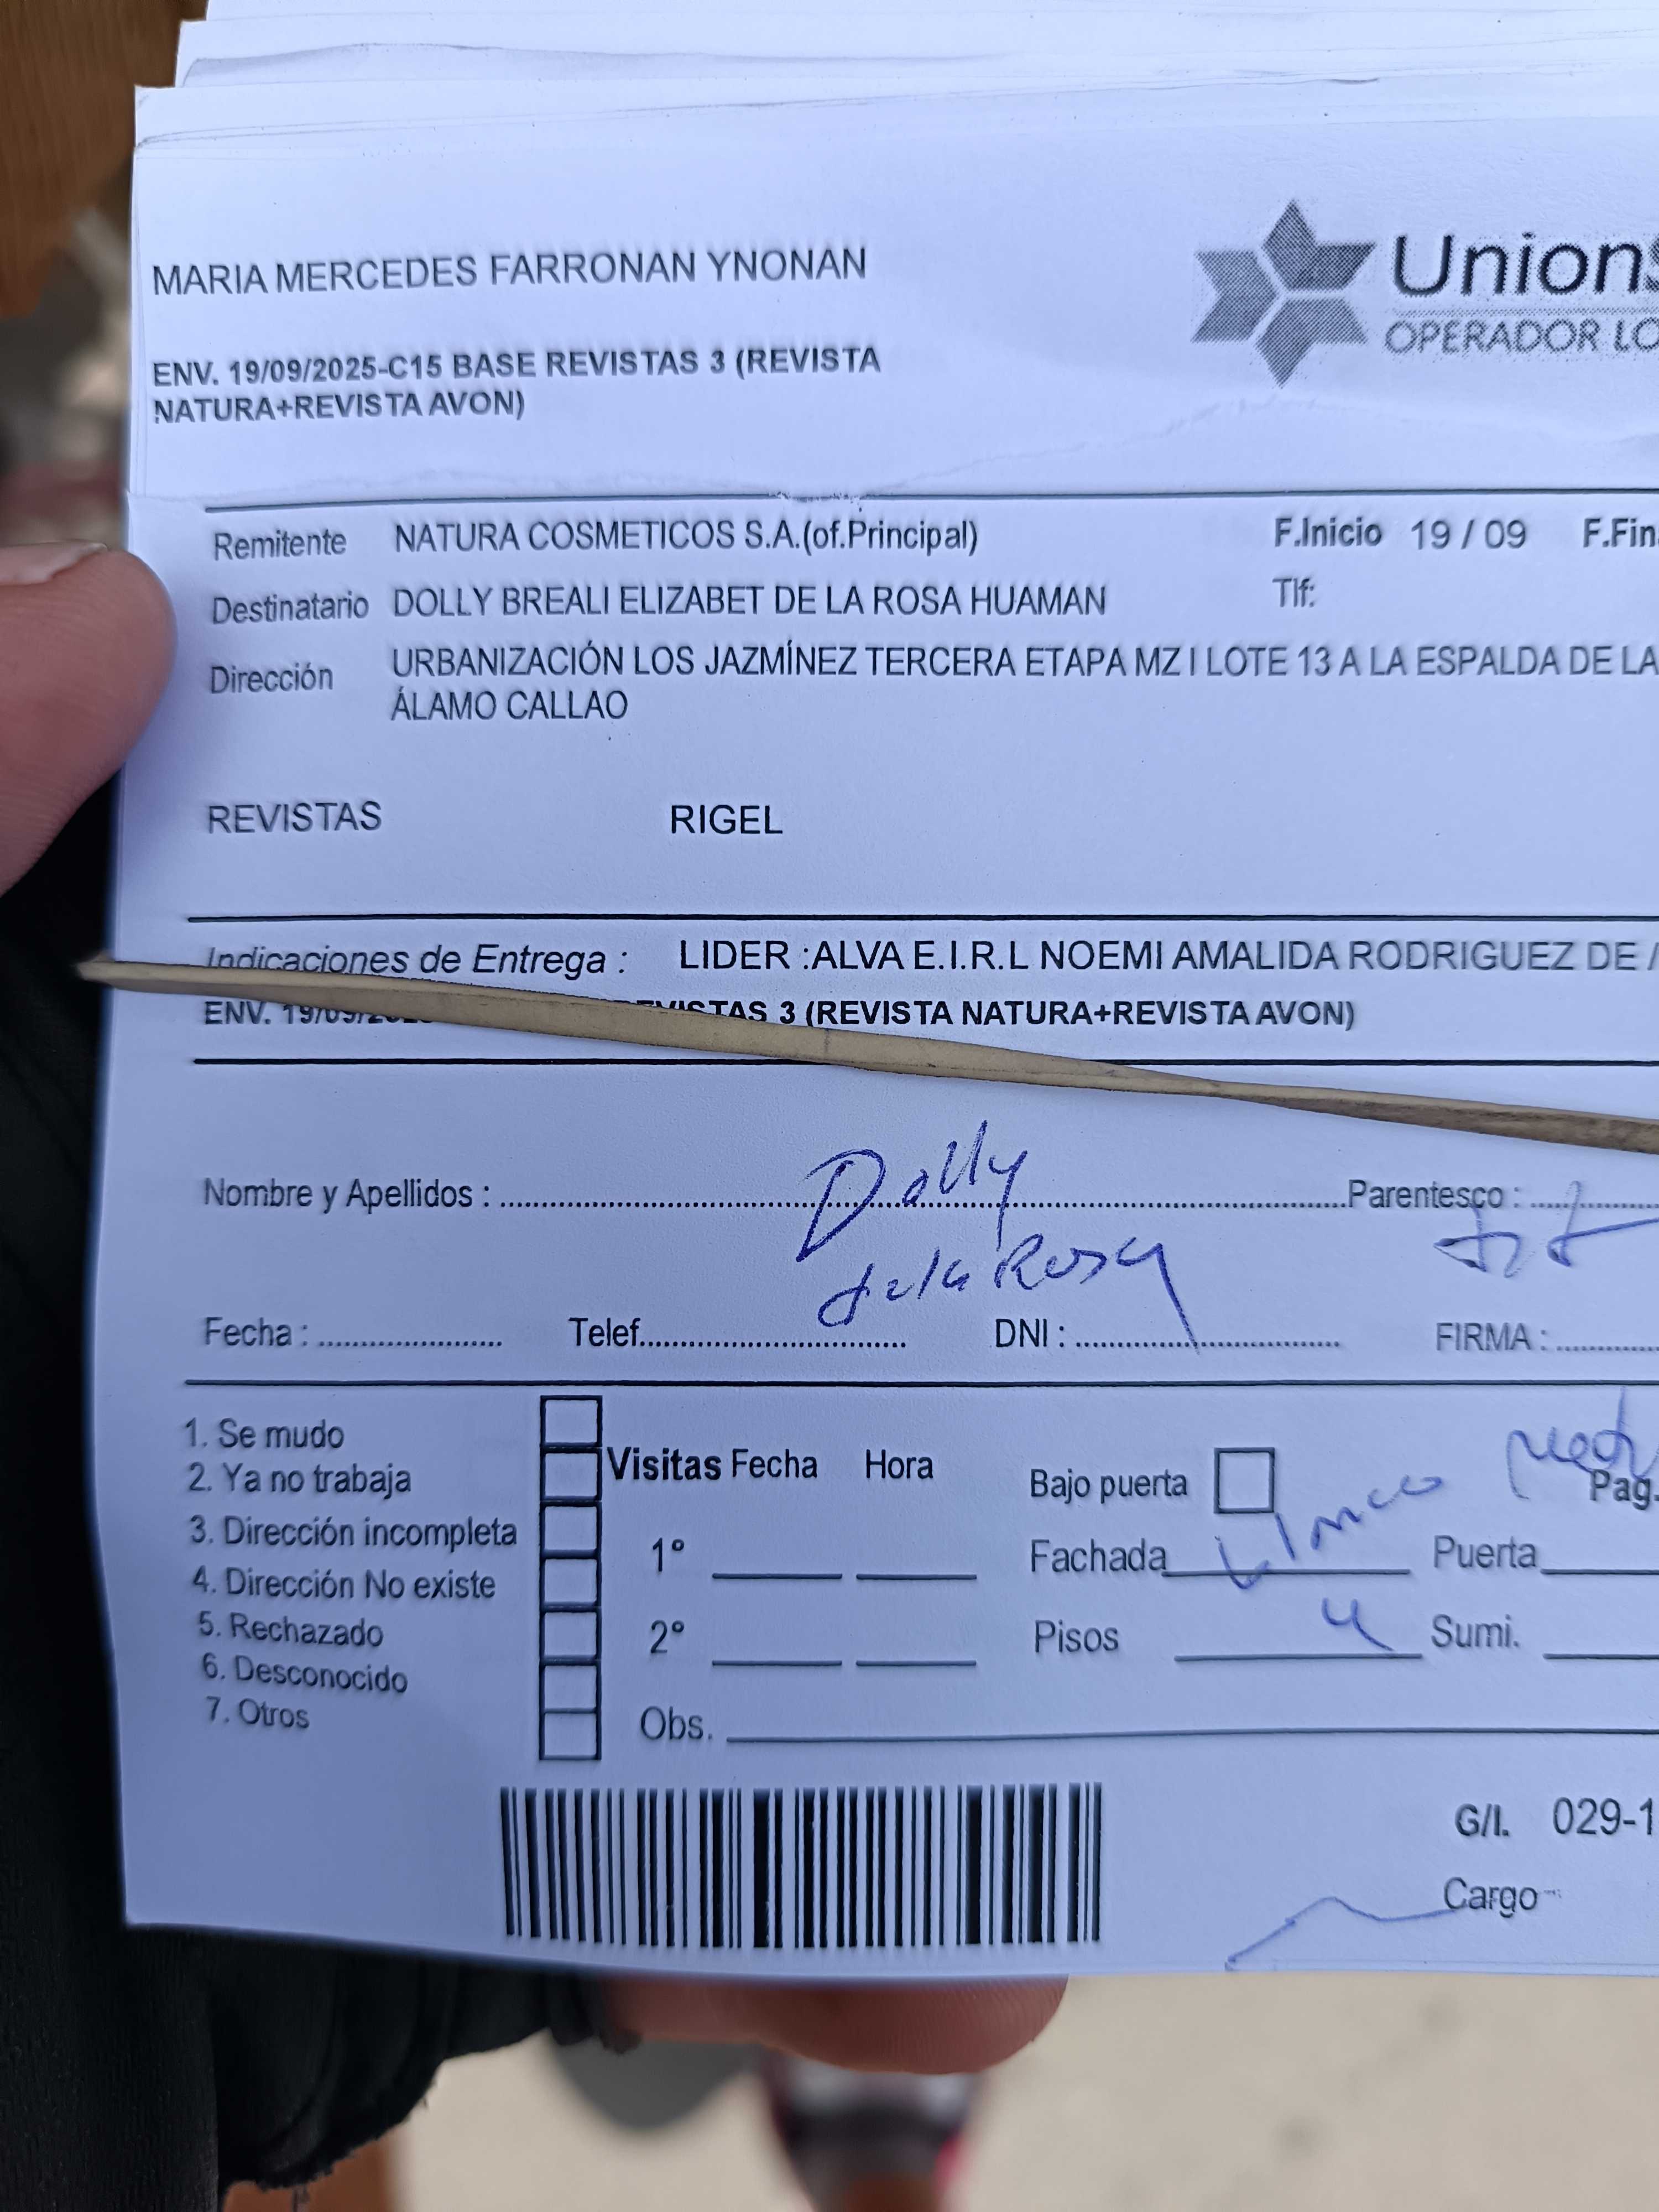 MARIA MERCEDES FARRONAN YNONAN
Union
OPERADOR LO
ENV. 19/09/2025-C15 BASE REVISTAS 3 (REVISTA
NATURA+REVISTA AVON)
Remitente NATURA COSMETICOS S.A.(of.Principal) F.Inicio 19 / 09 F.Fin
Destinatario DOLLY BREALI ELIZABET DE LA ROSA HUAMAN Tlf:
Dirección URBANIZACIÓN LOS JAZMÍNEZ TERCERA ETAPA MZ I LOTE 13 A LA ESPALDA DE LA
ÁLAMO CALLAO
REVISTAS RIGEL
Indicaciones de Entrega : LIDER :ALVA E.I.R.L NOEMI AMALIDA RODRIGUEZ DE
ENV. 3 (REVISTA NATURA+REVISTA AVON)
Nombre y Apellidos : Dolly Parentesco :
de la Rosa
Fecha : Telef. DNI : FIRMA :
1. Se mudo
2. Ya no trabaja
3. Dirección incompleta
4. Dirección No existe
5. Rechazado
6. Desconocido
7. Otros
Visitas Fecha Hora
1°
2°
Obs.
Bajo puerta Pag.
Fachada Puerta
Pisos 4 Sumi.
G/I. 029-1
Cargo